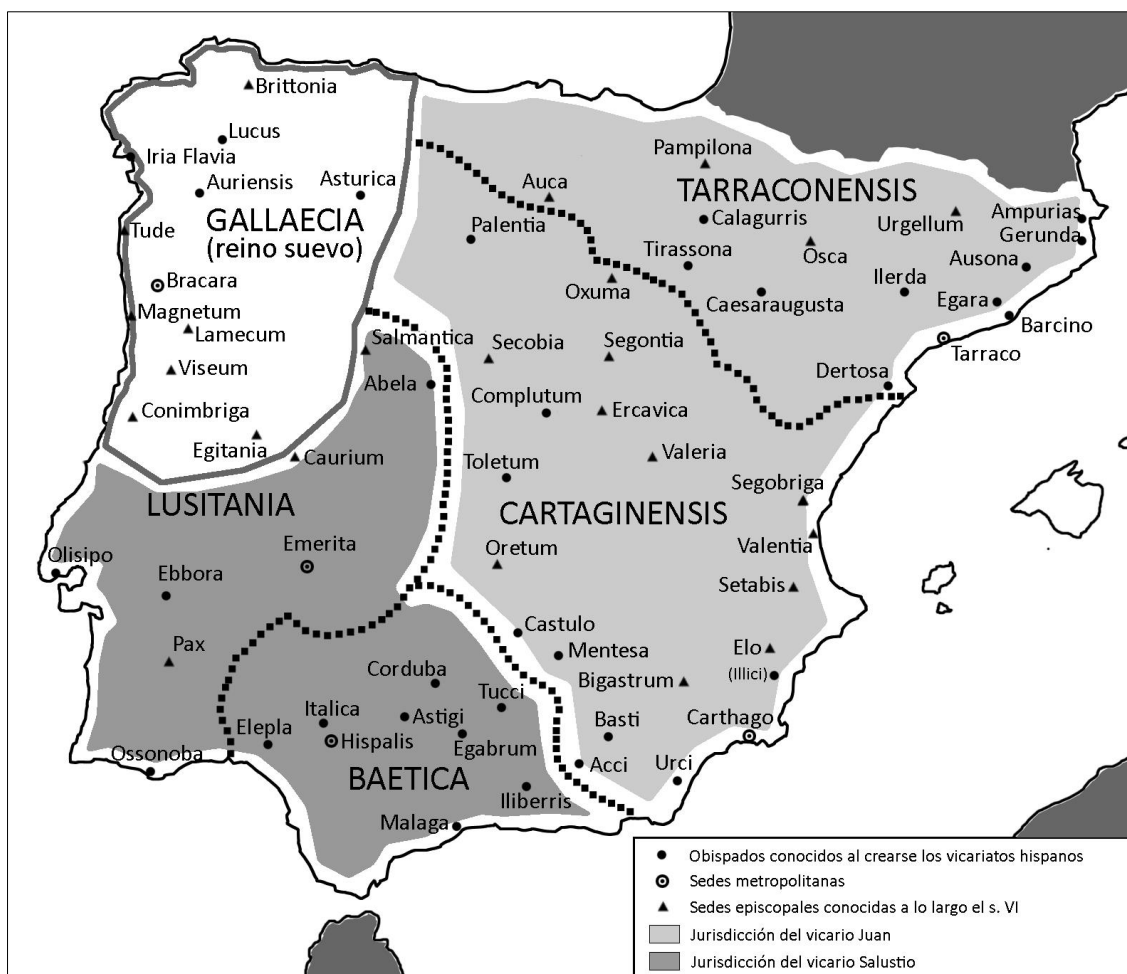 Brittonia
Lucus
Iria Flavia
Auriensis
Asturica
GALLAECIA
(reino suevo)
Tude
Bracara
Magnetum
Lamecum
Viseum
Conimbriga
Egitania
Pampilona
TARRACONENSIS
Auca
Palentia
Calagurris
Urgellum
Ampurias
Gerunda
Tirassona
Osca
Ausona
Oxuma
Caesaraugusta
Ilerda
Egara
Barcino
Tarraco
Dertosa
Salmantica
Abela
Caurium
Secobia
Segontia
Complutum
Ercavica
Toletum
Valeria
Segobriga
CARTAGINENSIS
Valentia
Oretum
Setabis
Castulo
Mentesa
Elo
(Illici)
Bigastrum
Basti
Carthago
Acci
Urci
LUSITANIA
Emerita
Olisipo
Ebbora
Pax
Ossonoba
Corduba
Tucci
Italica
Astigi
Elepla
Hispalis
Egabrum
BAETICA
Iliberris
Malaga
Obispados conocidos al crearse los vicariatos hispanos
Sedes metropolitanas
Sedes episcopales conocidas a lo largo el s. VI
Jurisdicción del vicario Juan
Jurisdicción del vicario Salustio